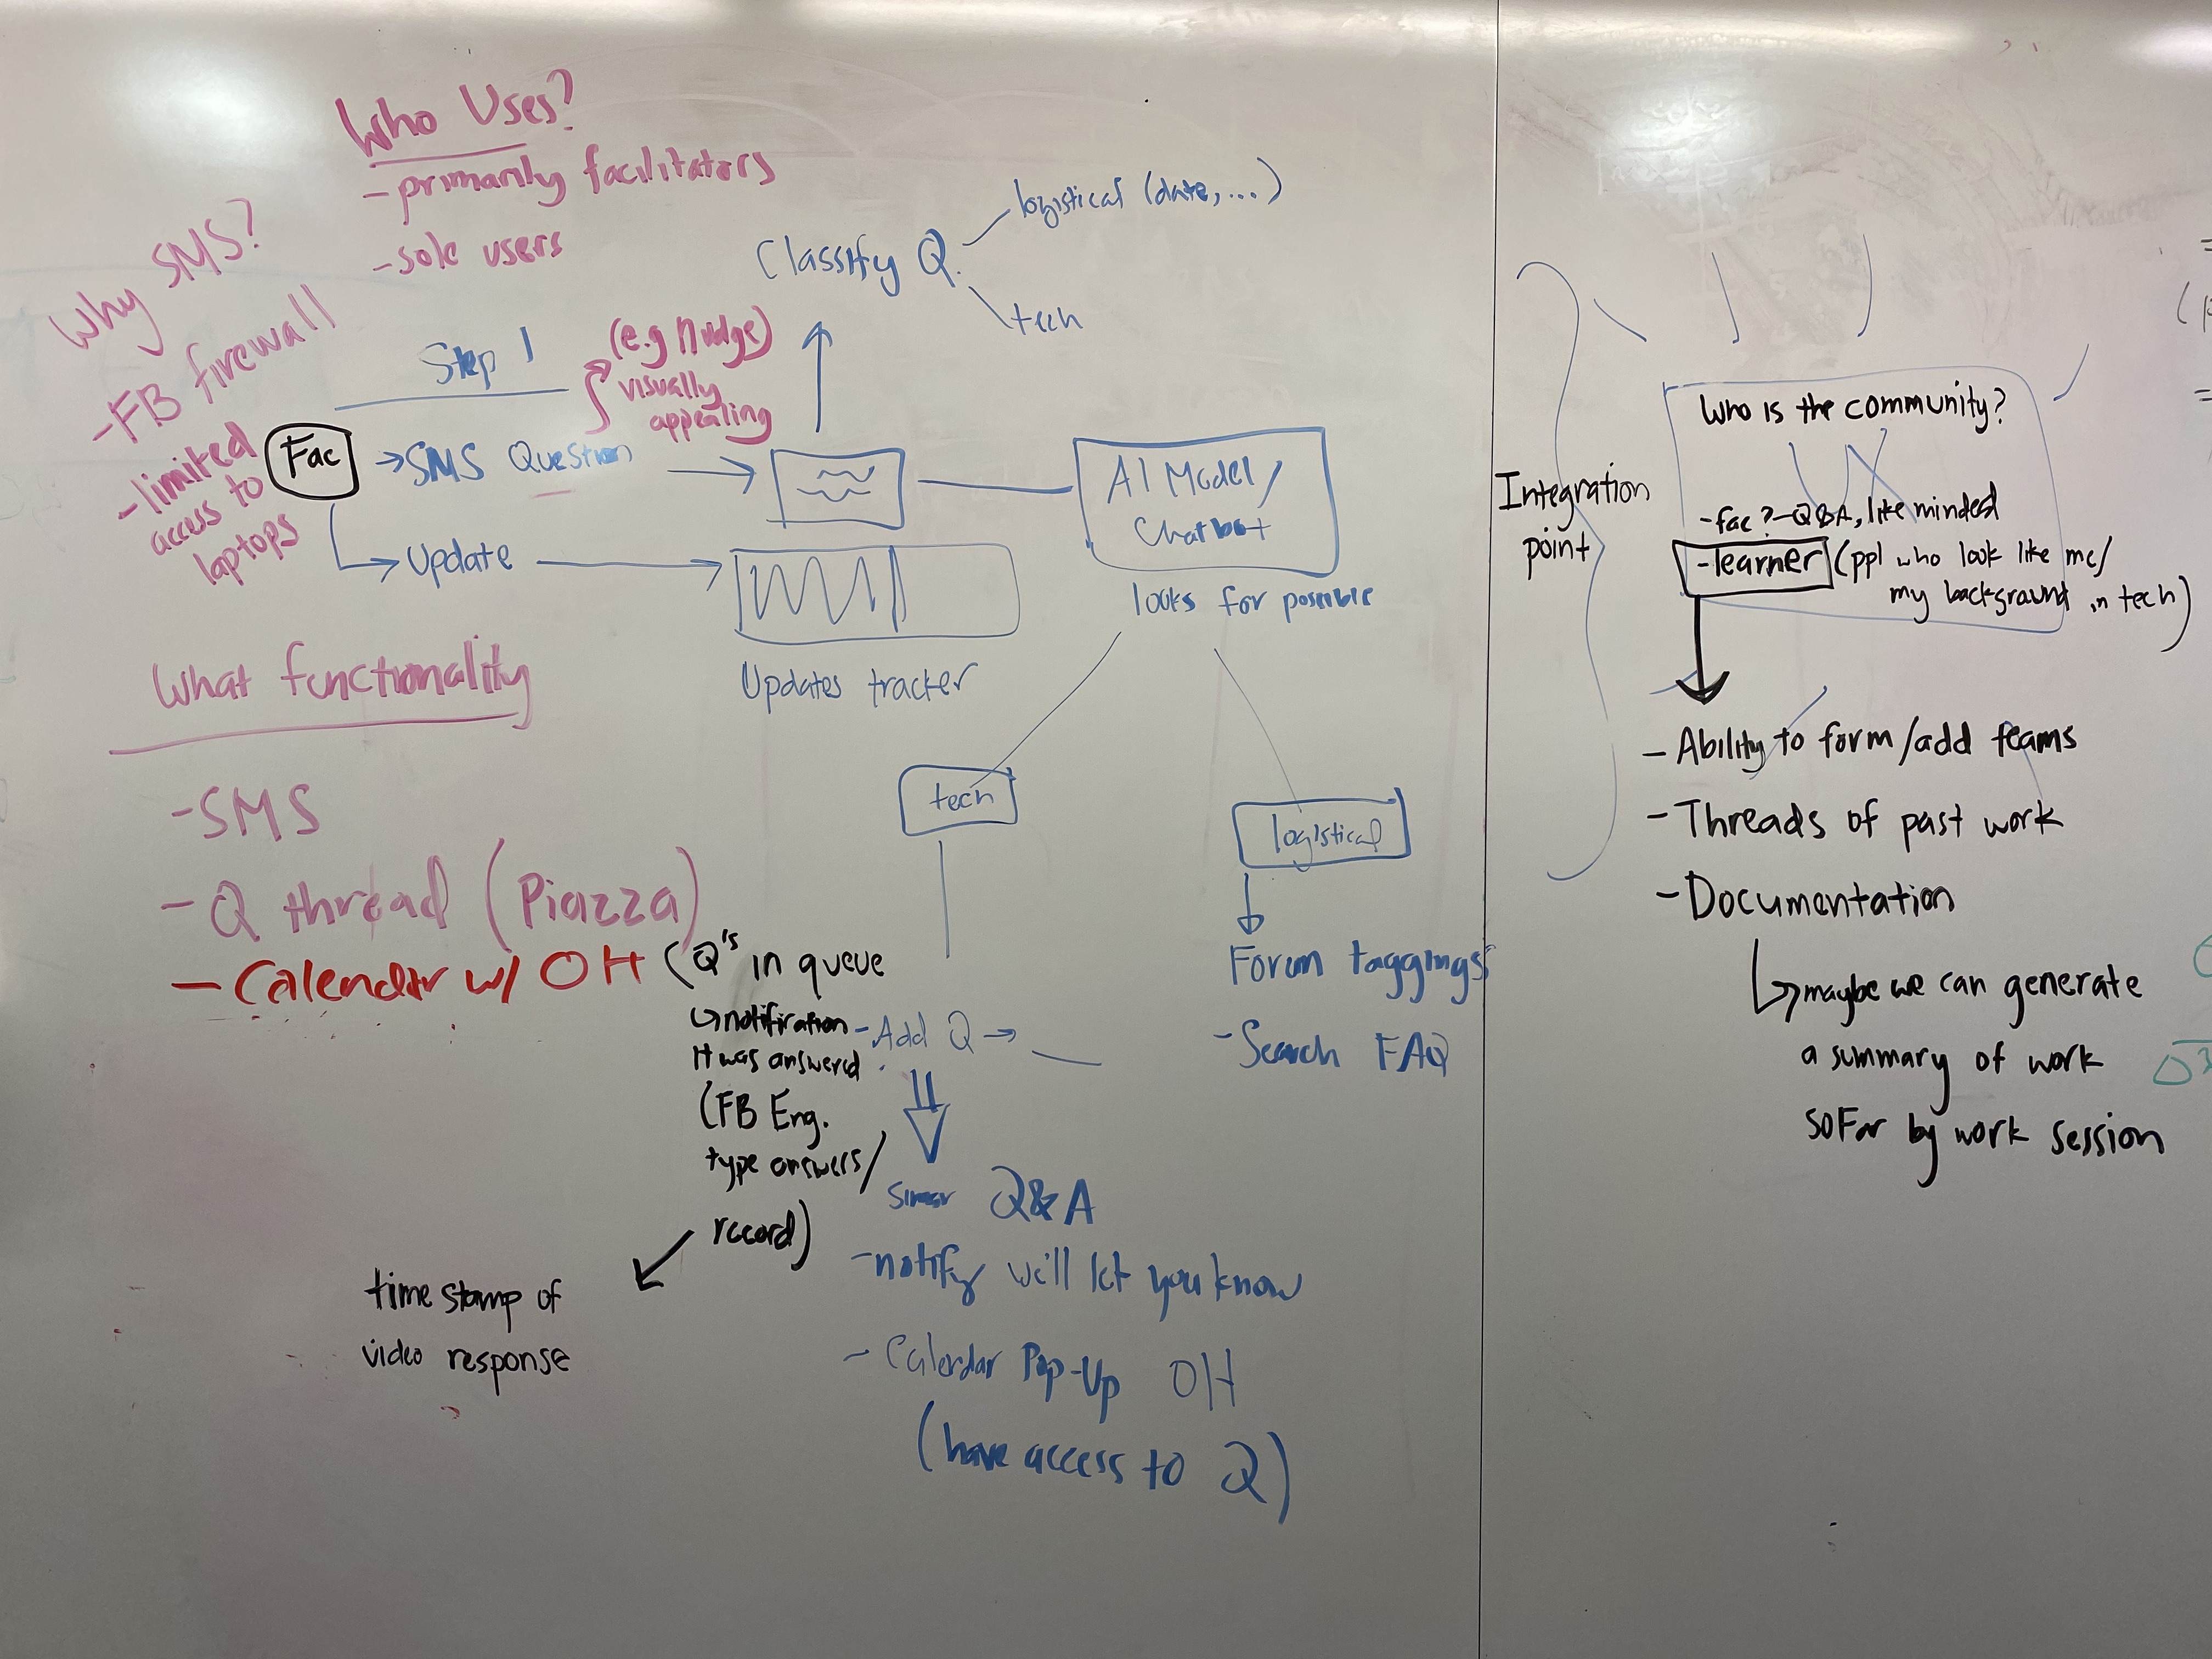 Who Uses?
- primarily facilitators
- sole users
Why SMS?
- FB firewall
- limited
access to
laptops
Step 1
(e.g Nudge)
visually
appealing
Classify Q.
logistical (date, ...)
tech
Fac
→ SMS Question
→ Update
AI Model/
Chatbot
looks for possible
Updates tracker
tech
logistical
Forum taggings
- Search FAQ
What functionality
- SMS
- Q thread (Piazza)
- Calendar w/ OH
(Q's in queue
↳ notification
it was answered
(FB Eng.
type answers/
record)
time stamp of
video response
- Add Q →
Q&A
- notify we'll let you know
- Calendar Pop-Up OH
(have access to Q)
Integration
point
Who is the community?
- fac? - Q&A, like minded
- learner (ppl who look like me/
my background in tech)
- Ability to form/add teams
- Threads of past work
- Documentation
↳ maybe we can generate
a summary of work
so far by work session